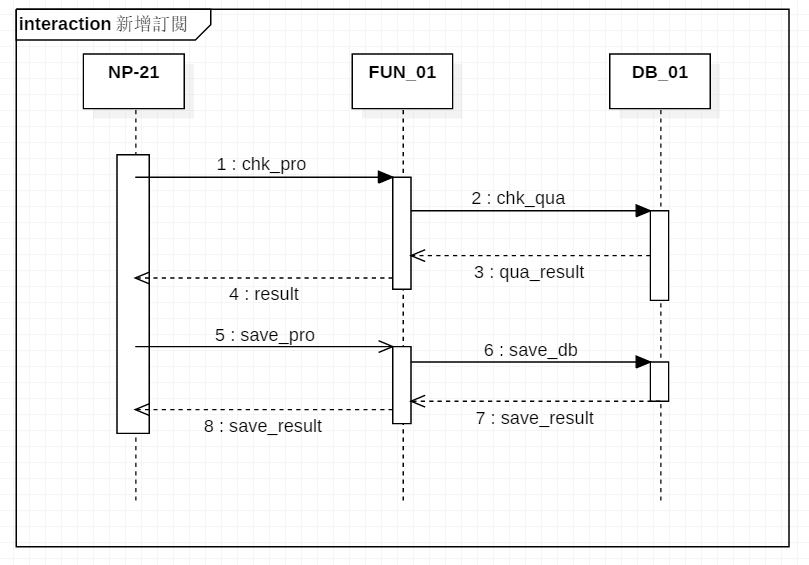 interaction 新增訂閱
NP-21
FUN_01
DB_01
1 : chk_pro
2 : chk_qua
3 : qua_result
4 : result
5 : save_pro
6 : save_db
7 : save_result
8 : save_result